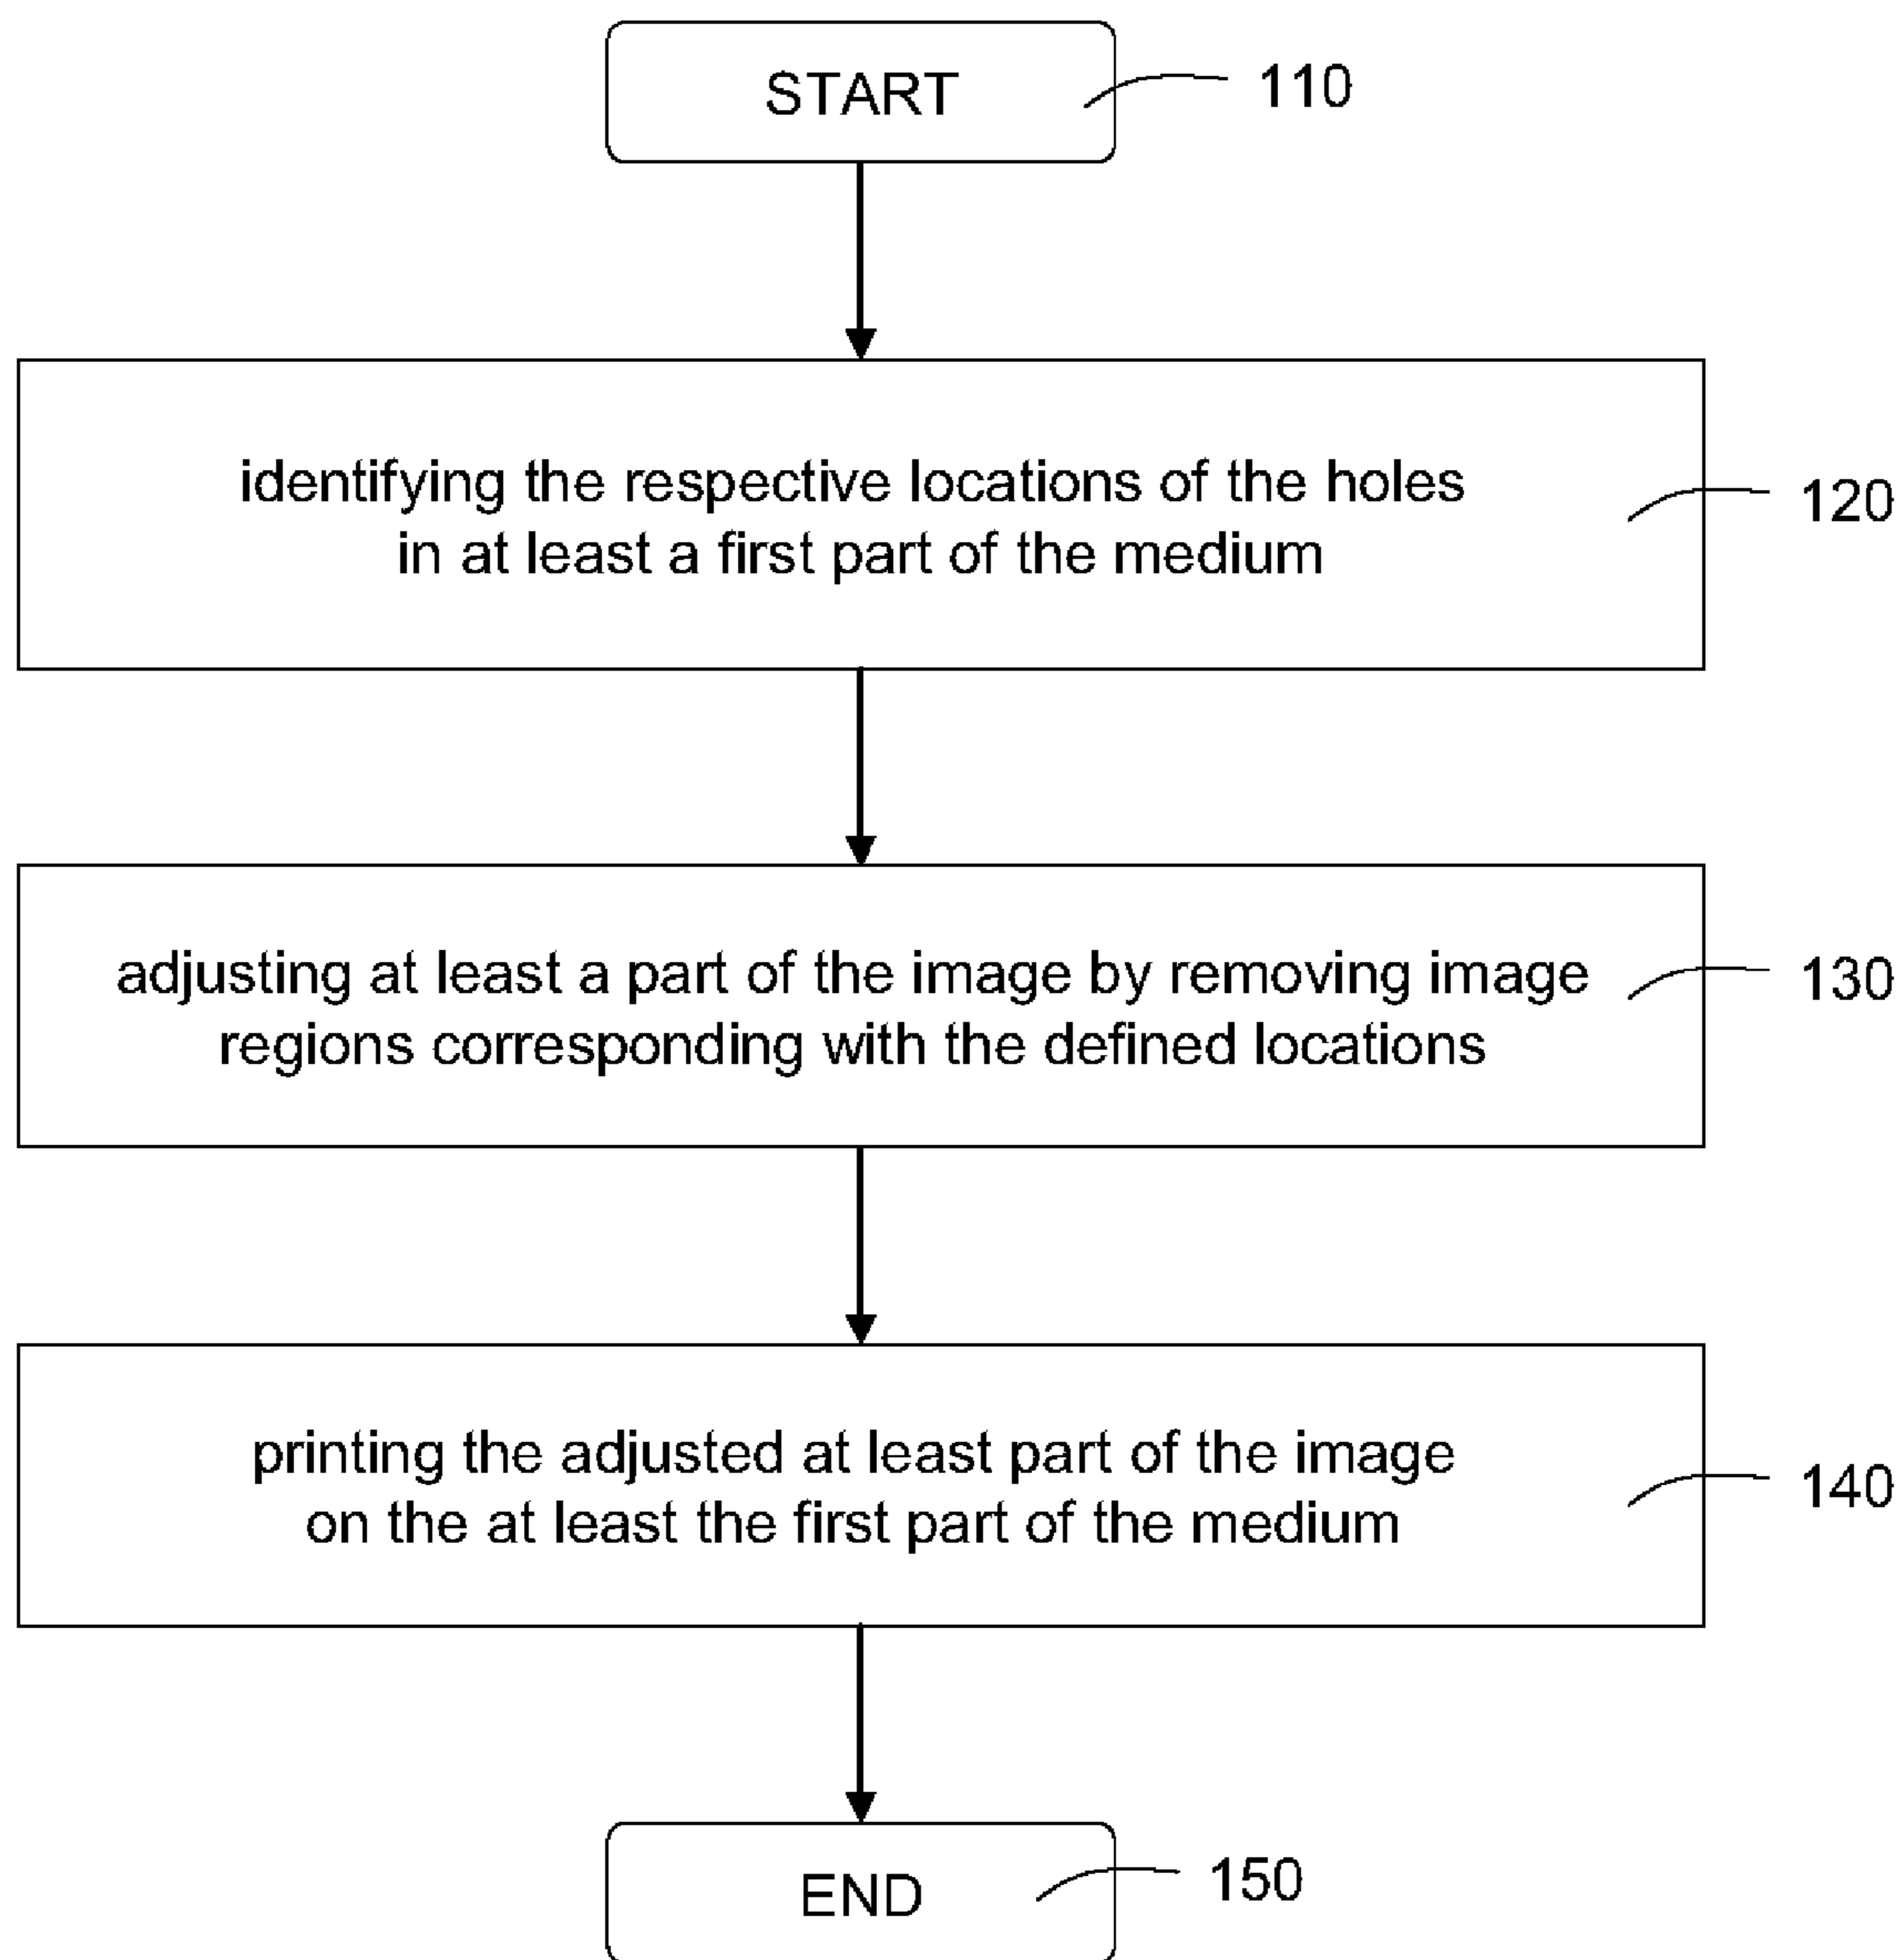 START
110
identifying the respective locations of the holes
in at least a first part of the medium
120
adjusting at least a part of the image by removing image
regions corresponding with the defined locations
130
printing the adjusted at least part of the image
on the at least the first part of the medium
140
END
150